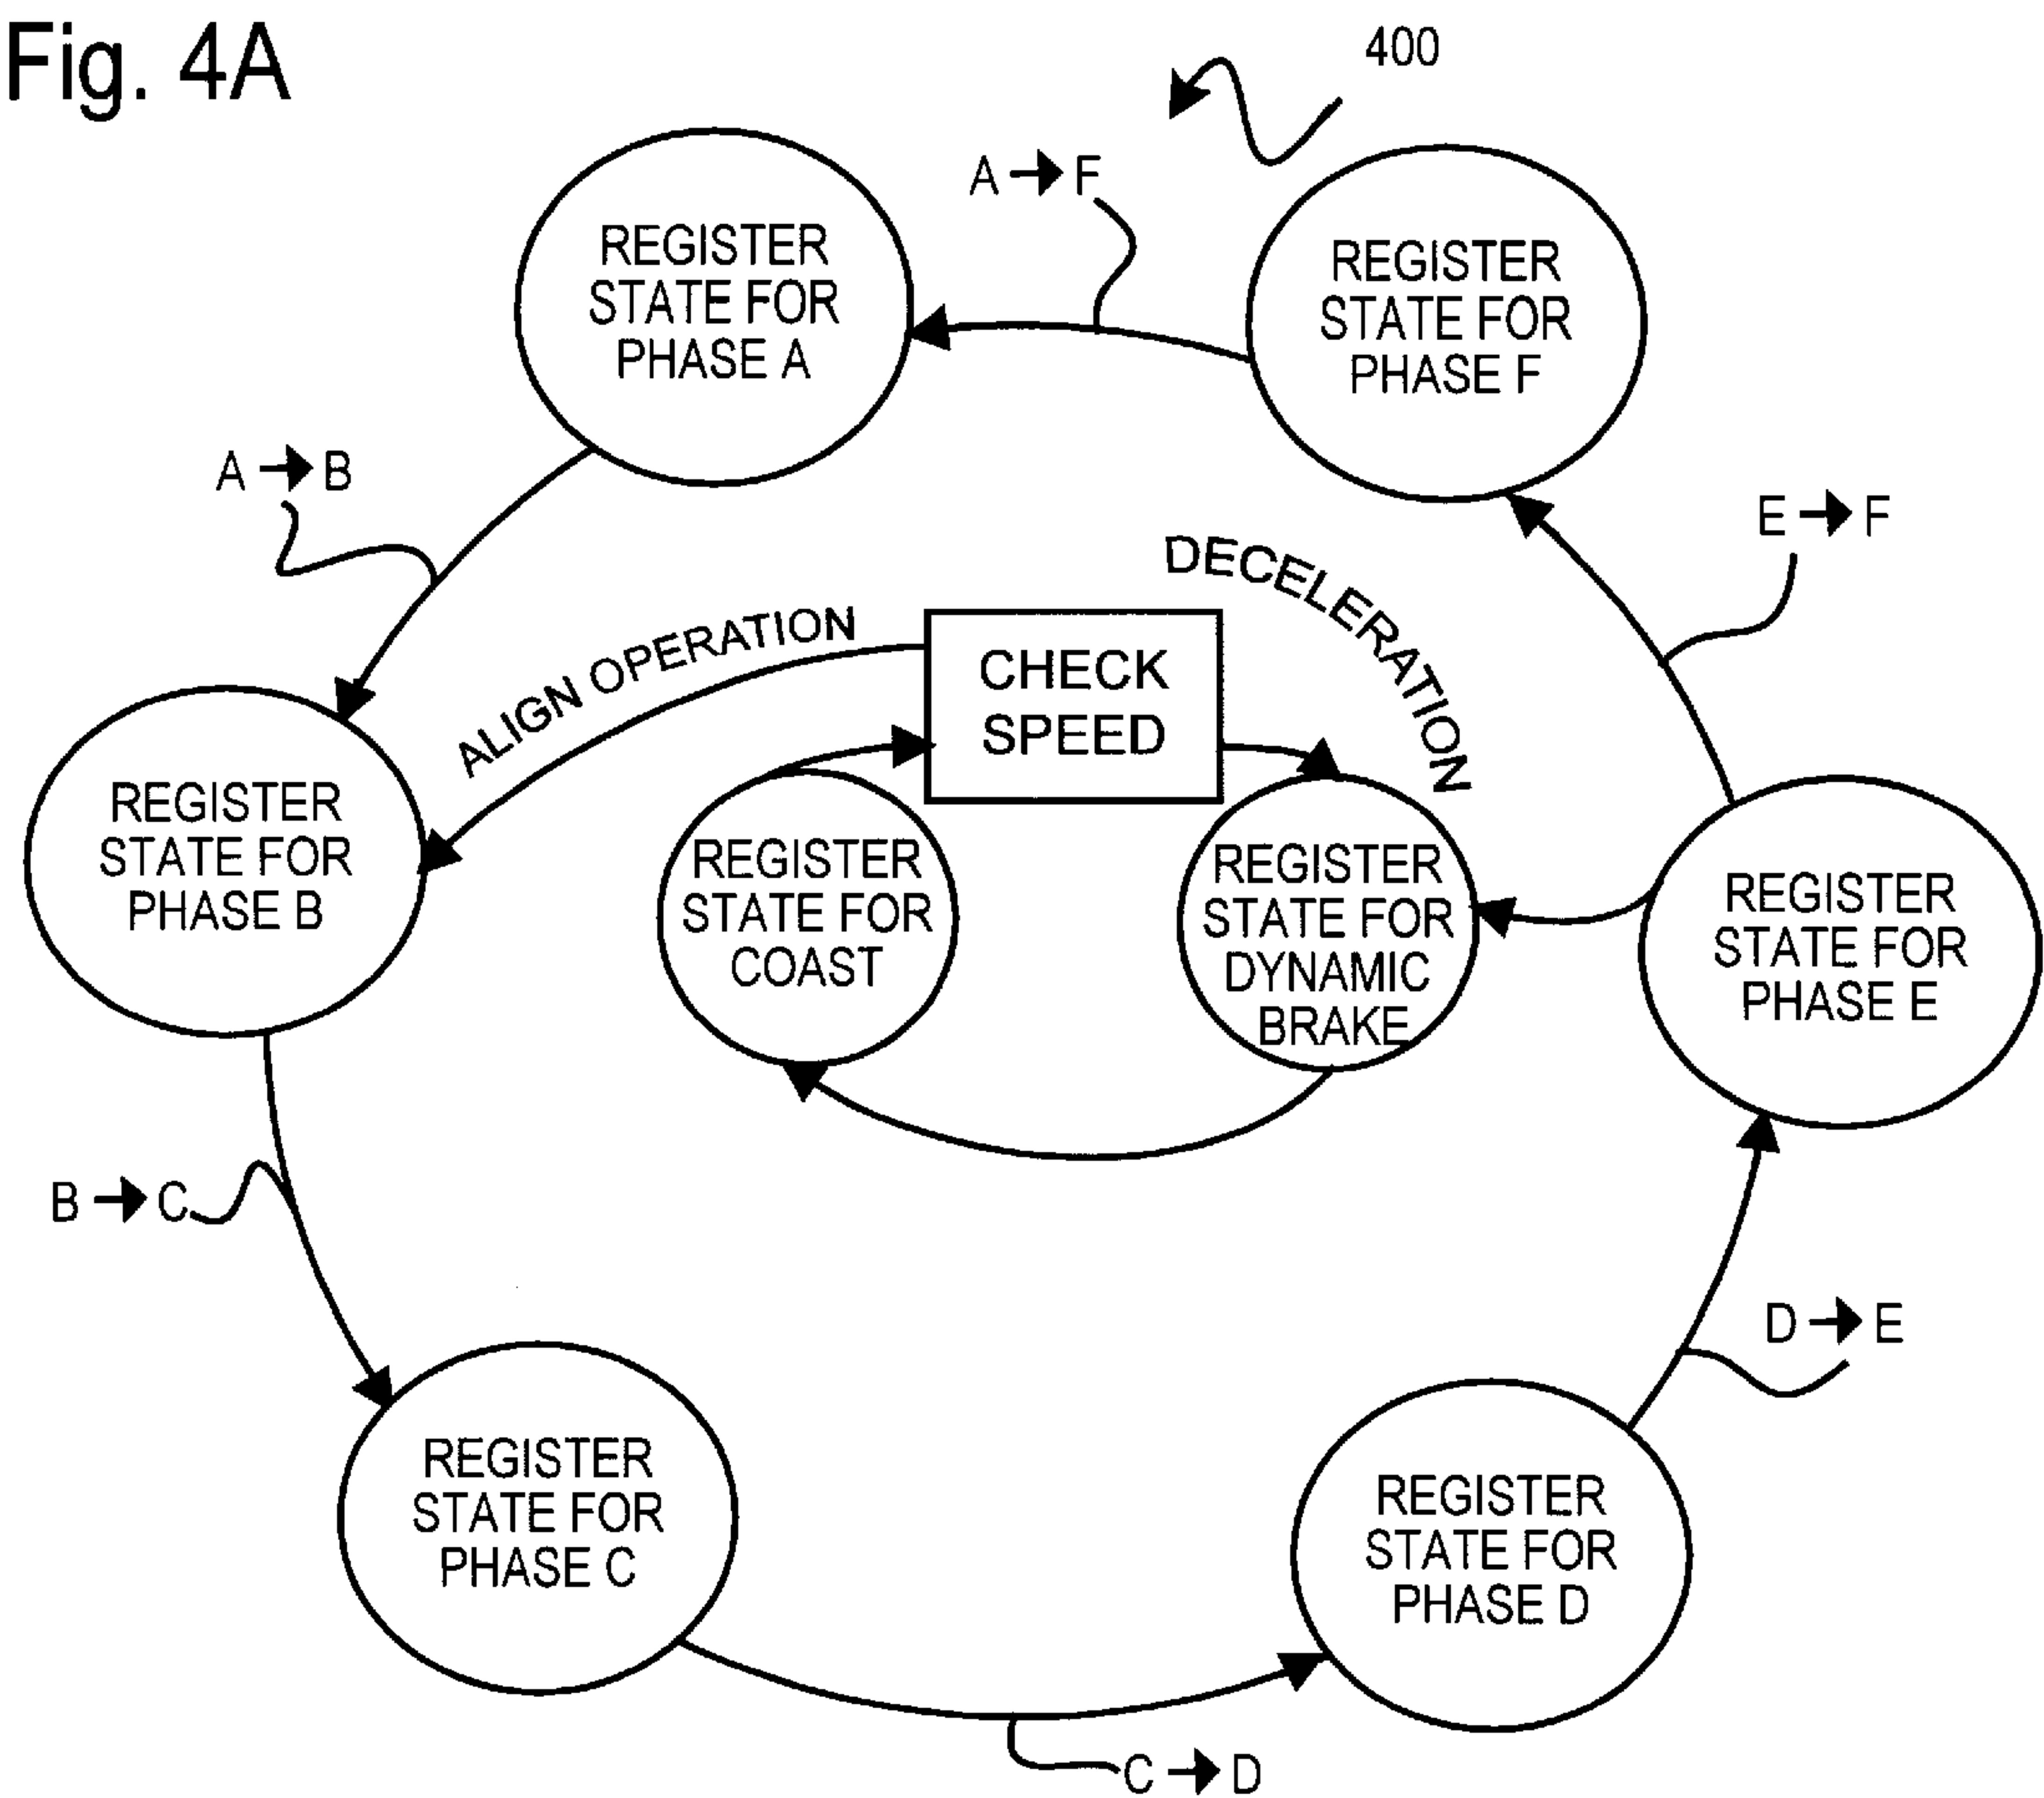 Fig. 4A
400
A → F
REGISTER
STATE FOR
PHASE A
REGISTER
STATE FOR
PHASE F
A → B
E → F
DECELERATION
ALIGN OPERATION
CHECK
SPEED
REGISTER
STATE FOR
PHASE B
REGISTER
STATE FOR
COAST
REGISTER
STATE FOR
DYNAMIC
BRAKE
REGISTER
STATE FOR
PHASE E
B → C
D → E
REGISTER
STATE FOR
PHASE C
REGISTER
STATE FOR
PHASE D
C → D